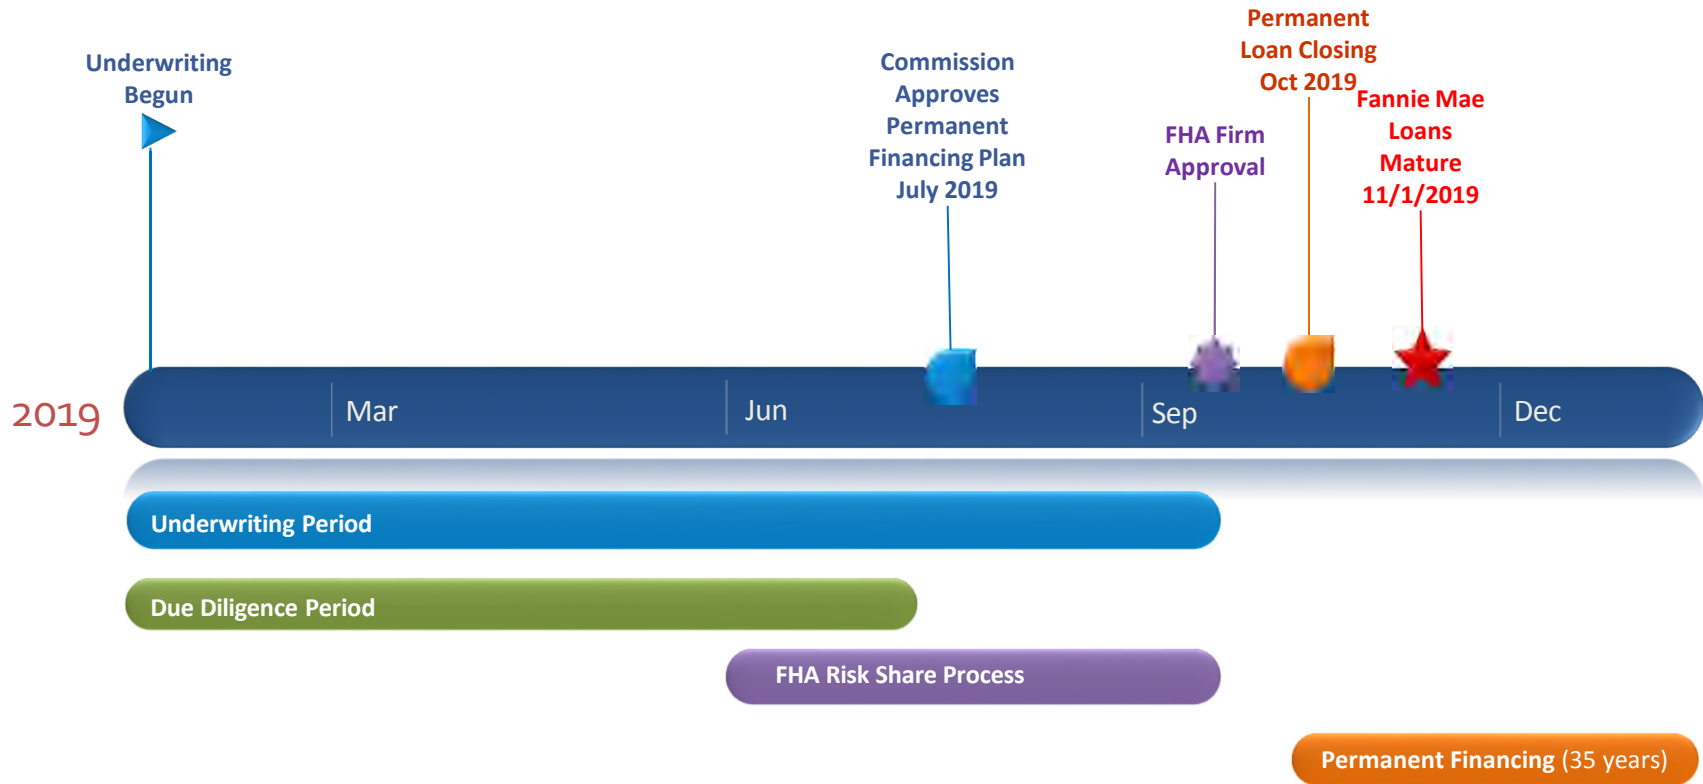 Underwriting
Begun
Commission
Approves
Permanent
Financing Plan
July 2019
FHA Firm
Approval
Permanent
Loan Closing
Oct 2019
Fannie Mae
Loans
Mature
11/1/2019
2019
Mar
Jun
Sep
Dec
Underwriting Period
Due Diligence Period
FHA Risk Share Process
Permanent Financing (35 years)